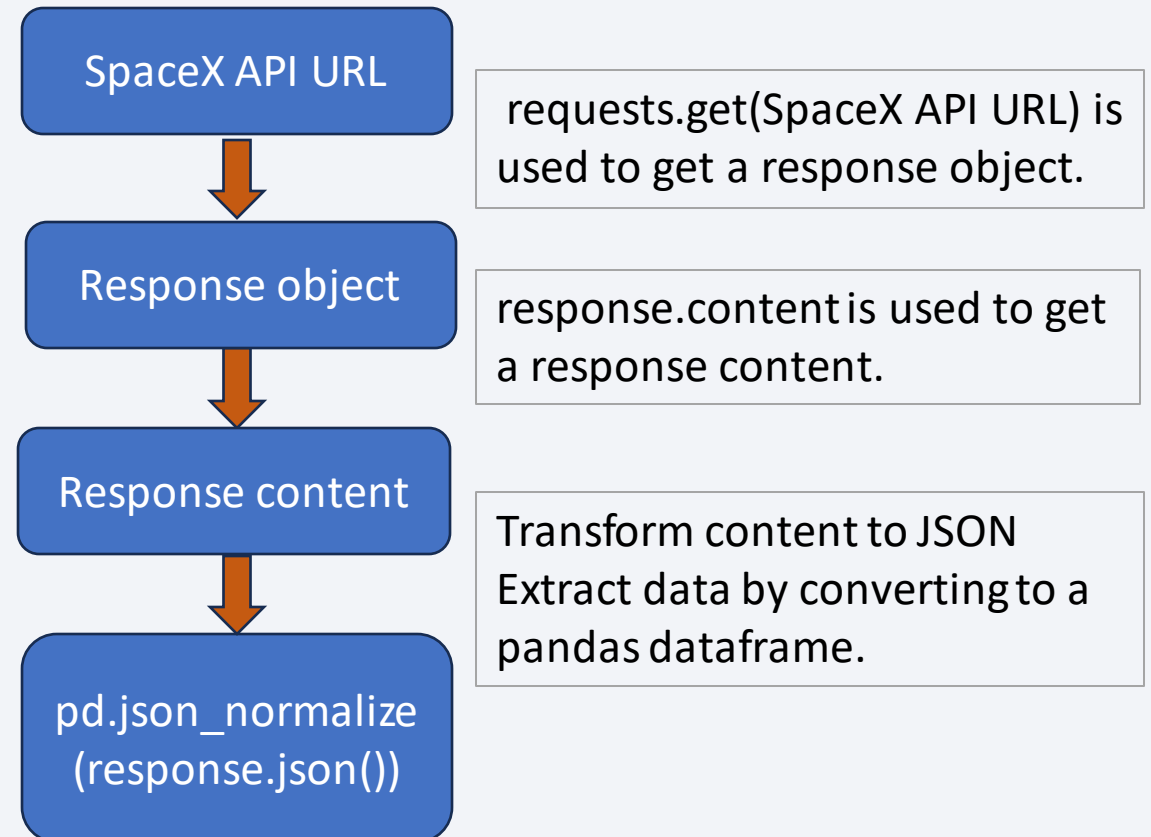 SpaceX API URL
requests.get(SpaceX API URL) is
used to get a response object.
Response object
response.content is used to get
a response content.
Response content
Transform content to JSON
Extract data by converting to a
pandas dataframe.
pd.json_normalize
(response.json())